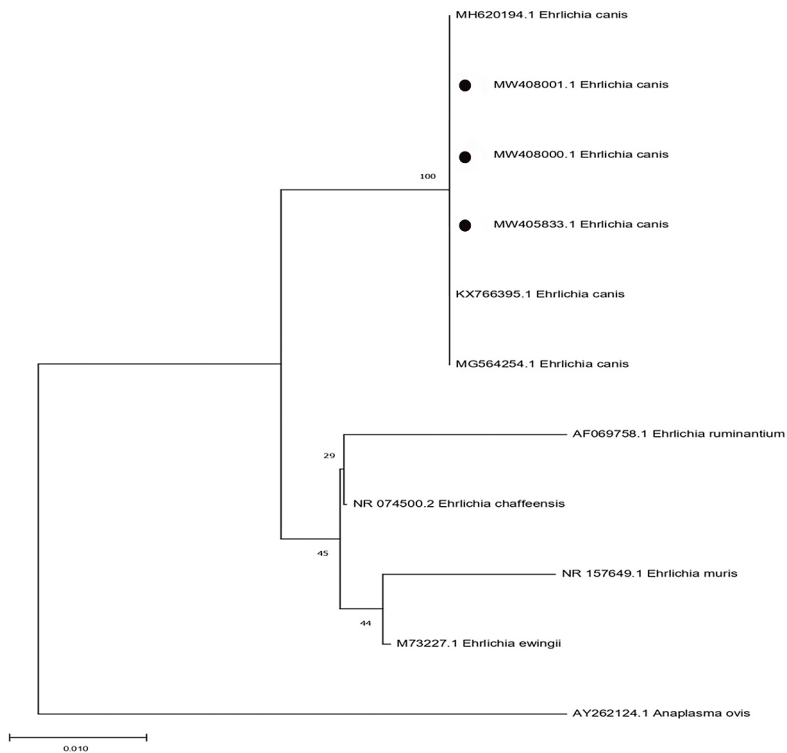 MH620194.1 Ehrlichia canis
MW408001.1 Ehrlichia canis
MW408000.1 Ehrlichia canis
100
MW405833.1 Ehrlichia canis
KX766395.1 Ehrlichia canis
MG564254.1 Ehrlichia canis
AF069758.1 Ehrlichia ruminantium
29
NR 074500.2 Ehrlichia chaffeensis
45
NR 157649.1 Ehrlichia muris
44
M73227.1 Ehrlichia ewingii
AY262124.1 Anaplasma ovis
0.010